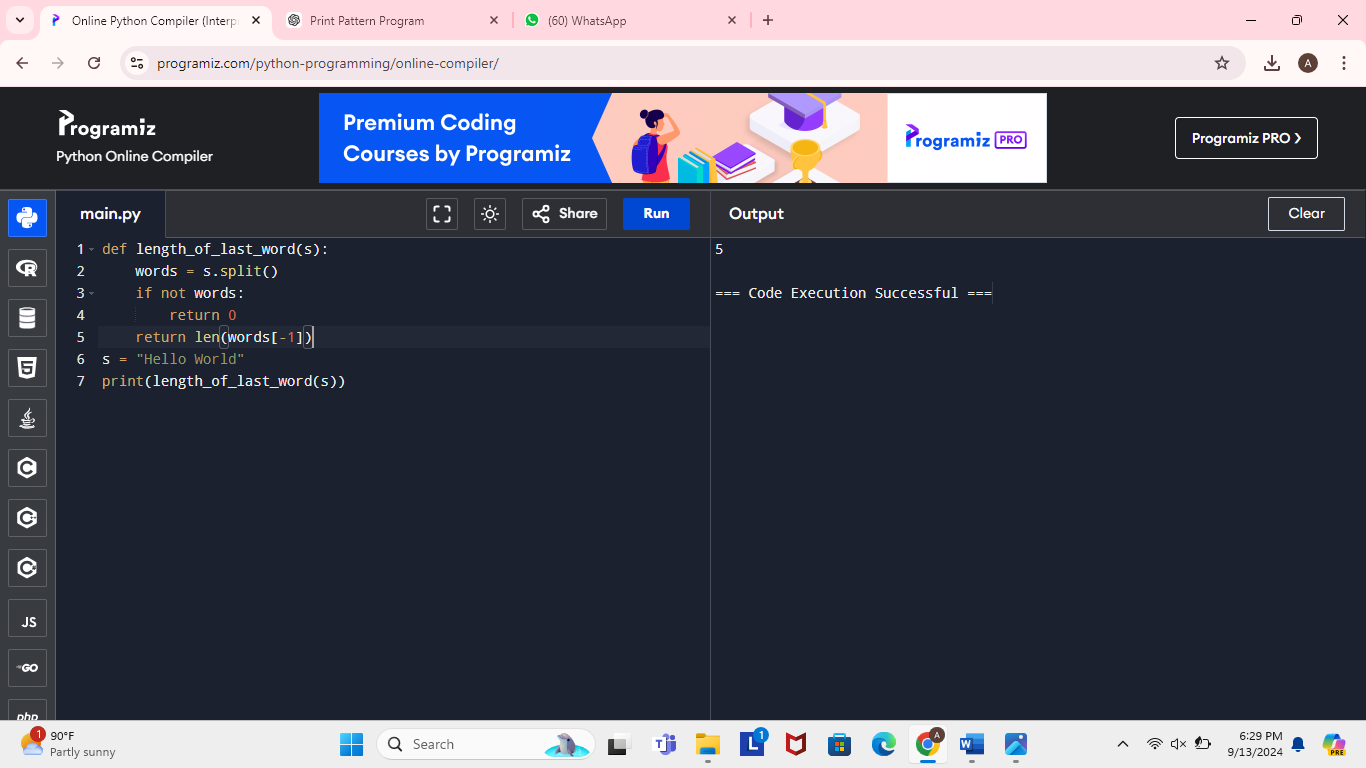 Online Python Compiler (Interp
Print Pattern Program
(60) WhatsApp
programiz.com/python-programming/online-compiler/
A
Programiz
Python Online Compiler
Premium Coding
Courses by Programiz
Programiz PRO
Programiz PRO
main.py
Share
Run
Output
Clear
1 def length_of_last_word(s):
2     words = s.split()
3     if not words:
4         return 0
5     return len(words[-1])
6 s = "Hello World"
7 print(length_of_last_word(s))
5
=== Code Execution Successful ===
JS
GO
php
1
90°F
Partly sunny
Search
L
1
A
W
6:29 PM
9/13/2024
PRE